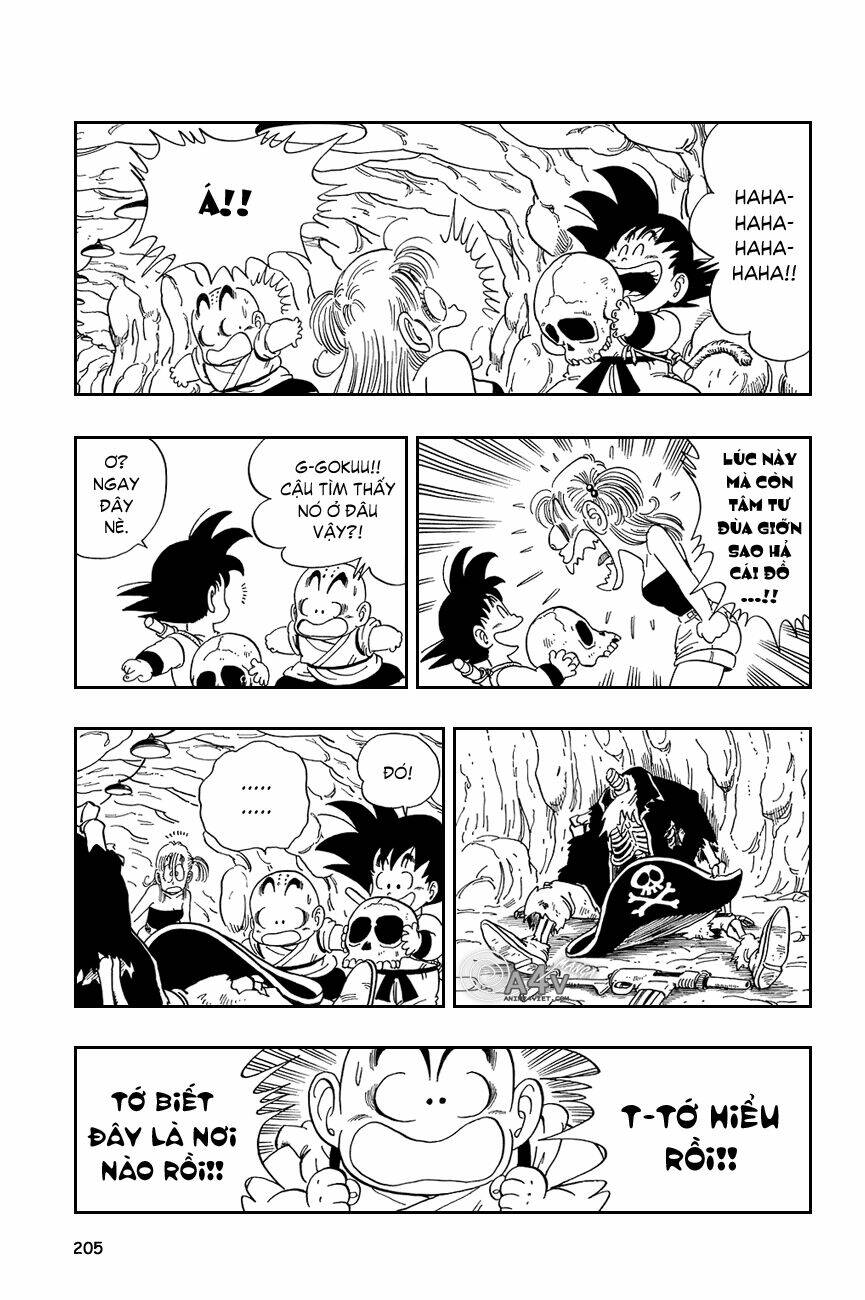 HAHA-
HAHA-
HAHA-
HAHA!!
Á!!
LÚC NÀY
MÀ CÒN
TÂM TƯ
ĐÙA GIỠN
SAO HẢ
CÁI ĐỒ
...!!
G-GOKUU!!
CẬU TÌM THẤY
NÓ Ở ĐÂU
VẬY?!
Ơ?
NGAY
ĐÂY
NÈ.
A4V
ANIME4VIET.COM
ĐÓ!
......
.....
T-TỚ HIỂU
RỒI!!
TỚ BIẾT
ĐÂY LÀ NƠI
NÀO RỒI!!
205